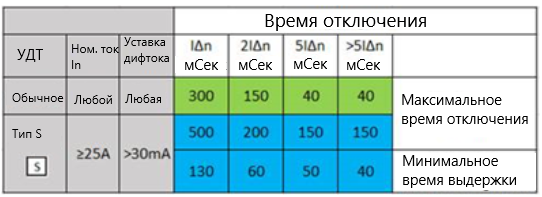 Время отключения
УДТ
Ном. ток
In
Уставка
дифтока
IΔn
мСек
2IΔn
мСек
5IΔn
мСек
>5IΔn
мСек
Обычное
Любой
Любая
300
150
40
40
Максимальное
время отключения
Тип S
S
≥25A
>30mA
500
200
150
150
130
60
50
40
Минимальное
время выдержки